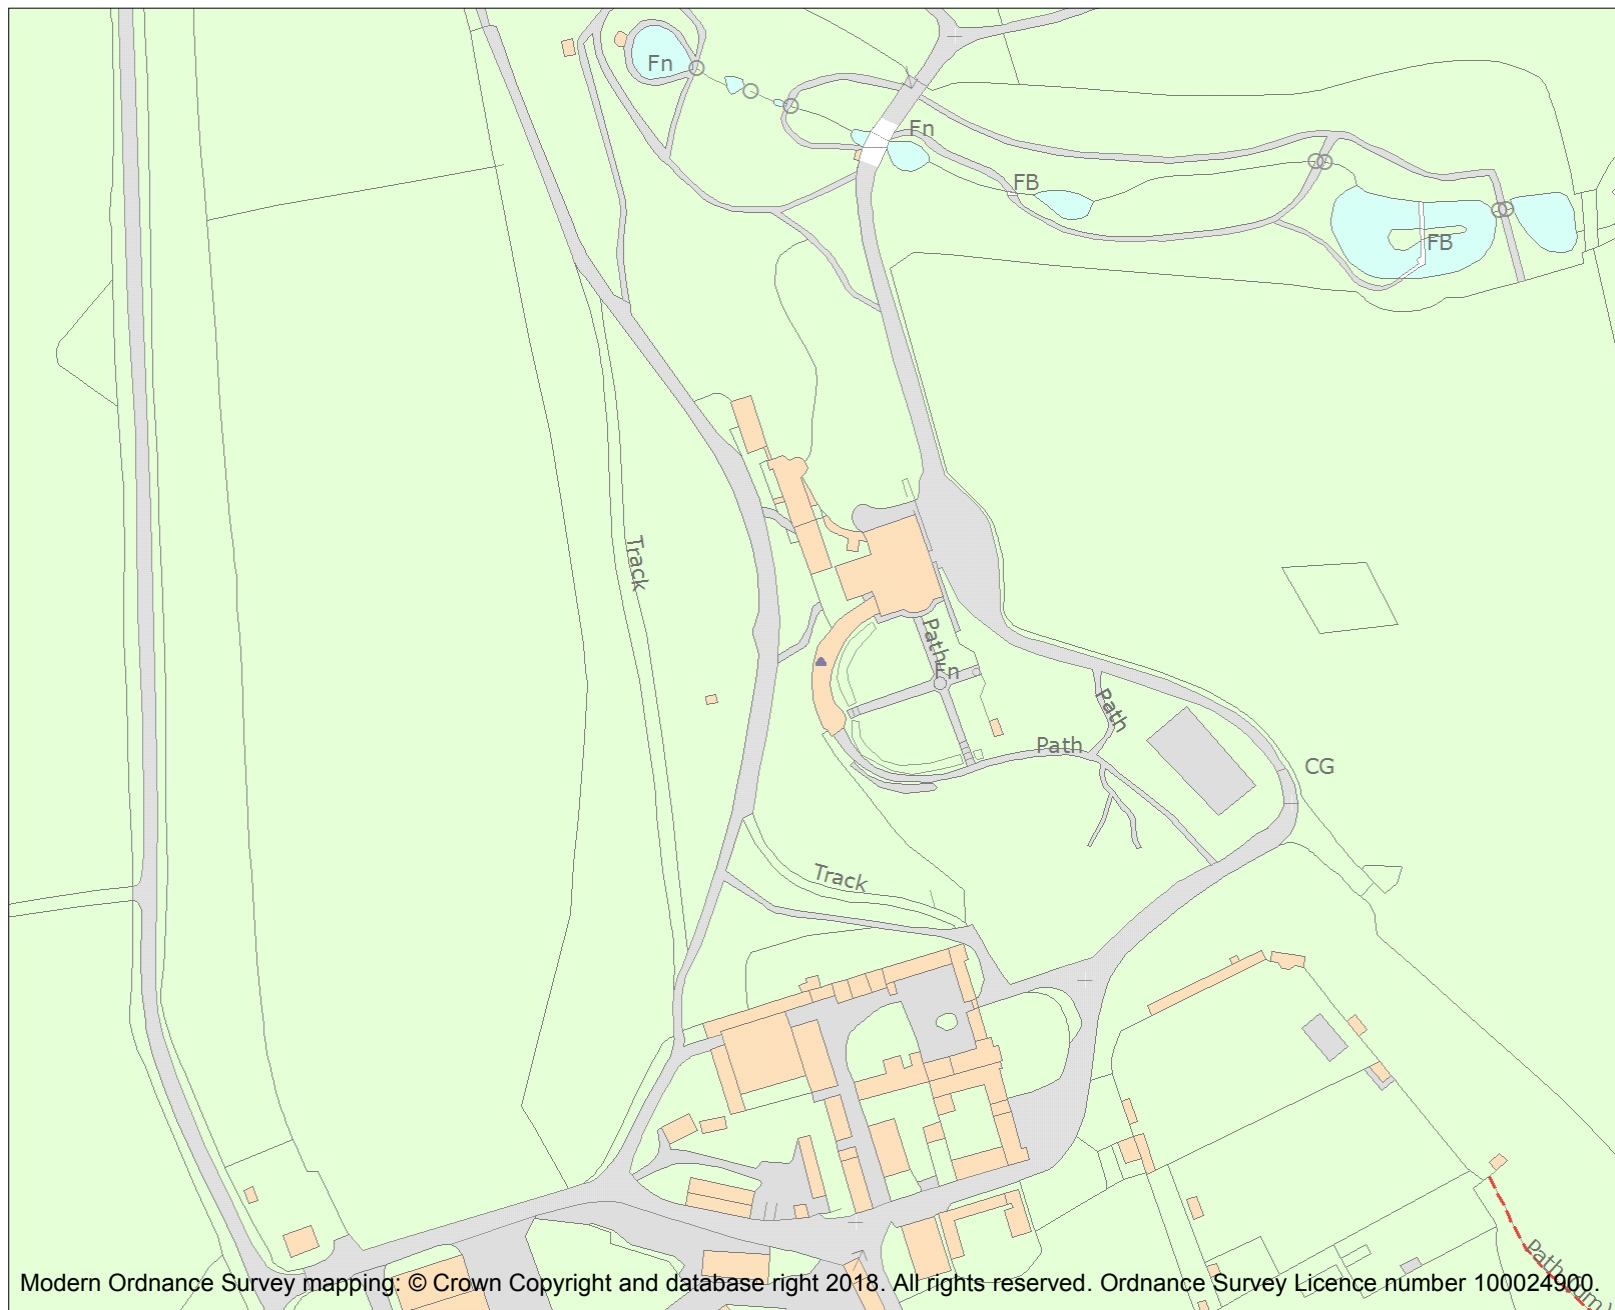 Fn
Fn
FB
FB
Track
Path
Fn
Path
Path
CG
Track
Path
Modern Ordnance Survey mapping: © Crown Copyright and database right 2018. All rights reserved. Ordnance Survey Licence number 100024900.